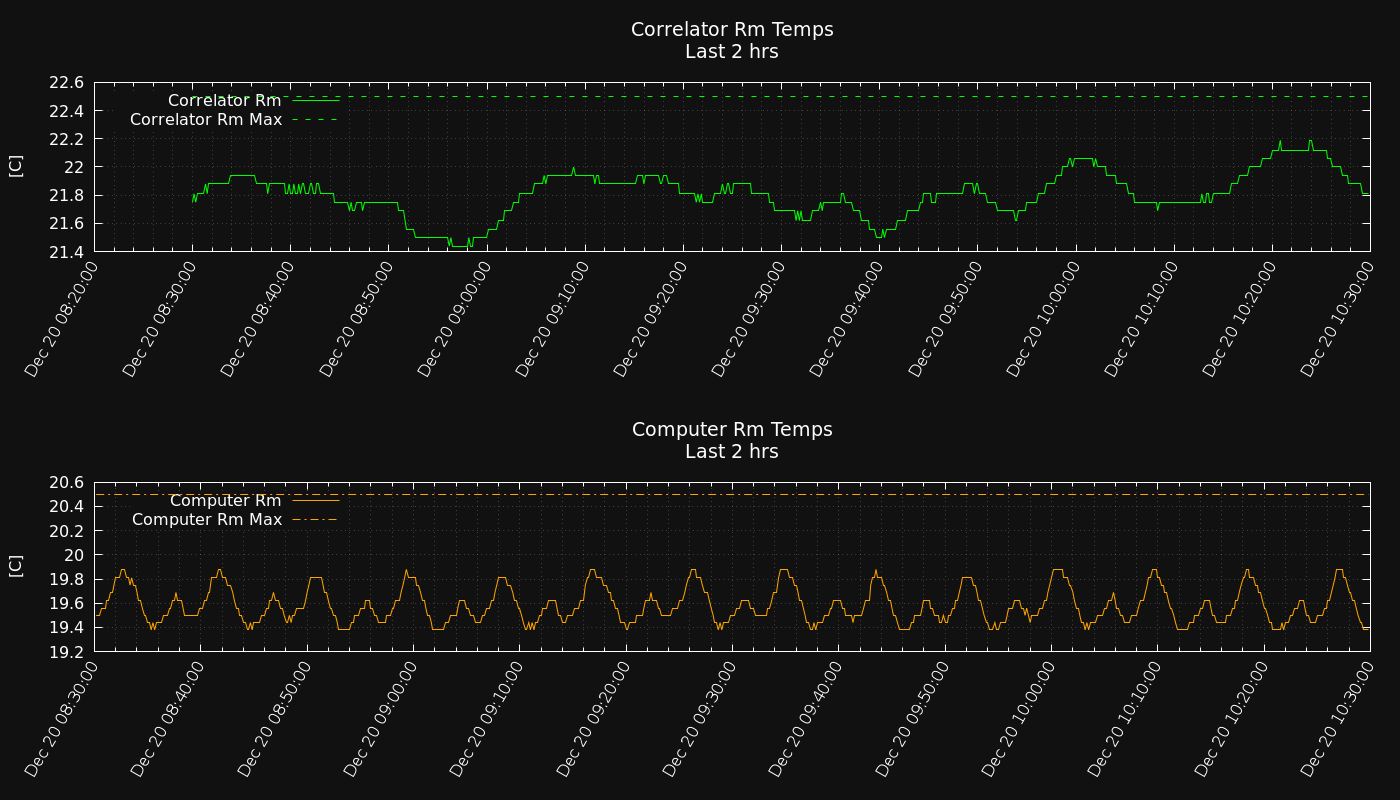 Correlator Rm Temps
Last 2 hrs
22.6
22.4
22.2
22
21.8
21.6
21.4
[C]
Correlator Rm
Correlator Rm Max
Dec 20 08:20:00
Dec 20 08:30:00
Dec 20 08:40:00
Dec 20 08:50:00
Dec 20 09:00:00
Dec 20 09:10:00
Dec 20 09:20:00
Dec 20 09:30:00
Dec 20 09:40:00
Dec 20 09:50:00
Dec 20 10:00:00
Dec 20 10:10:00
Dec 20 10:20:00
Dec 20 10:30:00
Computer Rm Temps
Last 2 hrs
20.6
20.4
20.2
20
19.8
19.6
19.4
19.2
[C]
Computer Rm
Computer Rm Max
Dec 20 08:30:00
Dec 20 08:40:00
Dec 20 08:50:00
Dec 20 09:00:00
Dec 20 09:10:00
Dec 20 09:20:00
Dec 20 09:30:00
Dec 20 09:40:00
Dec 20 09:50:00
Dec 20 10:00:00
Dec 20 10:10:00
Dec 20 10:20:00
Dec 20 10:30:00